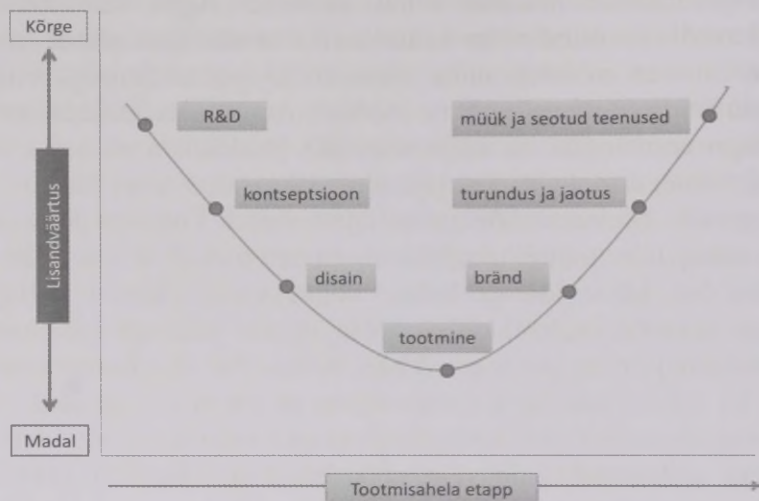 Kõrge
R&D
müük ja seotud teenused
kontseptsioon
turundus ja jaotus
Lisandväärtus
disain
bränd
tootmine
Madal
Tootmisahela etapp